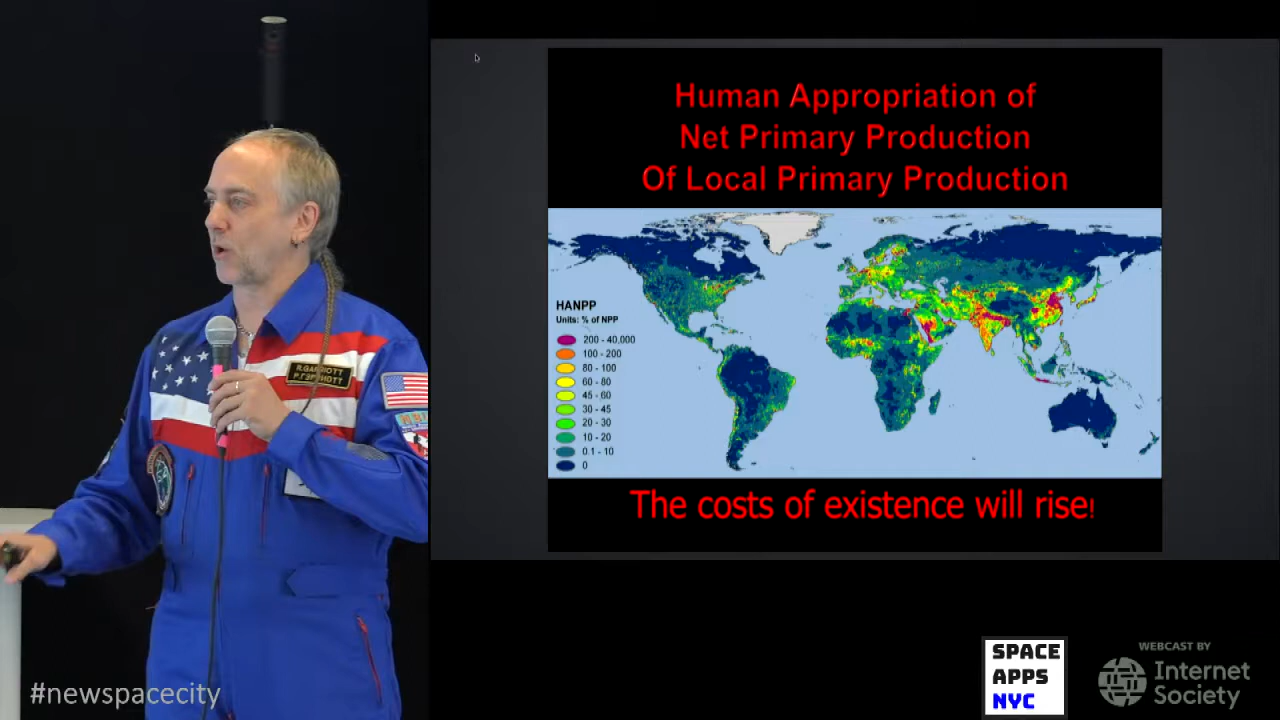 Human Appropriation of
Net Primary Production
Of Local Primary Production
HANPP
Units: % of NPP
200 - 40,000
100 - 200
80 - 100
60 - 80
45 - 60
30 - 45
20 - 30
10 - 20
0.1 - 10
0
The costs of existence will rise!
R.GARRIOTT
Р.ГЭРРИОТТ
#newspacecity
SPACE
APPS
NYC
WEBCAST BY
Internet
Society